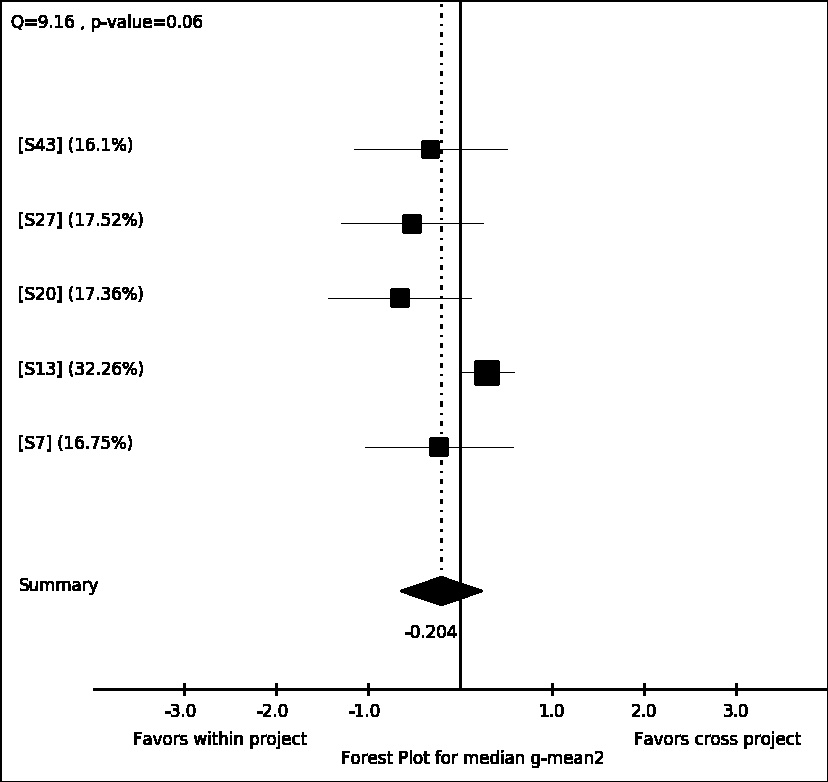 Q=9.16 , p-value=0.06
[S43] (16.1%)
[S27] (17.52%)
[S20] (17.36%)
[S13] (32.26%)
[S7] (16.75%)
Summary
-0.204
-3.0 -2.0 -1.0 1.0 2.0 3.0
Favors within project Favors cross project
Forest Plot for median g-mean2